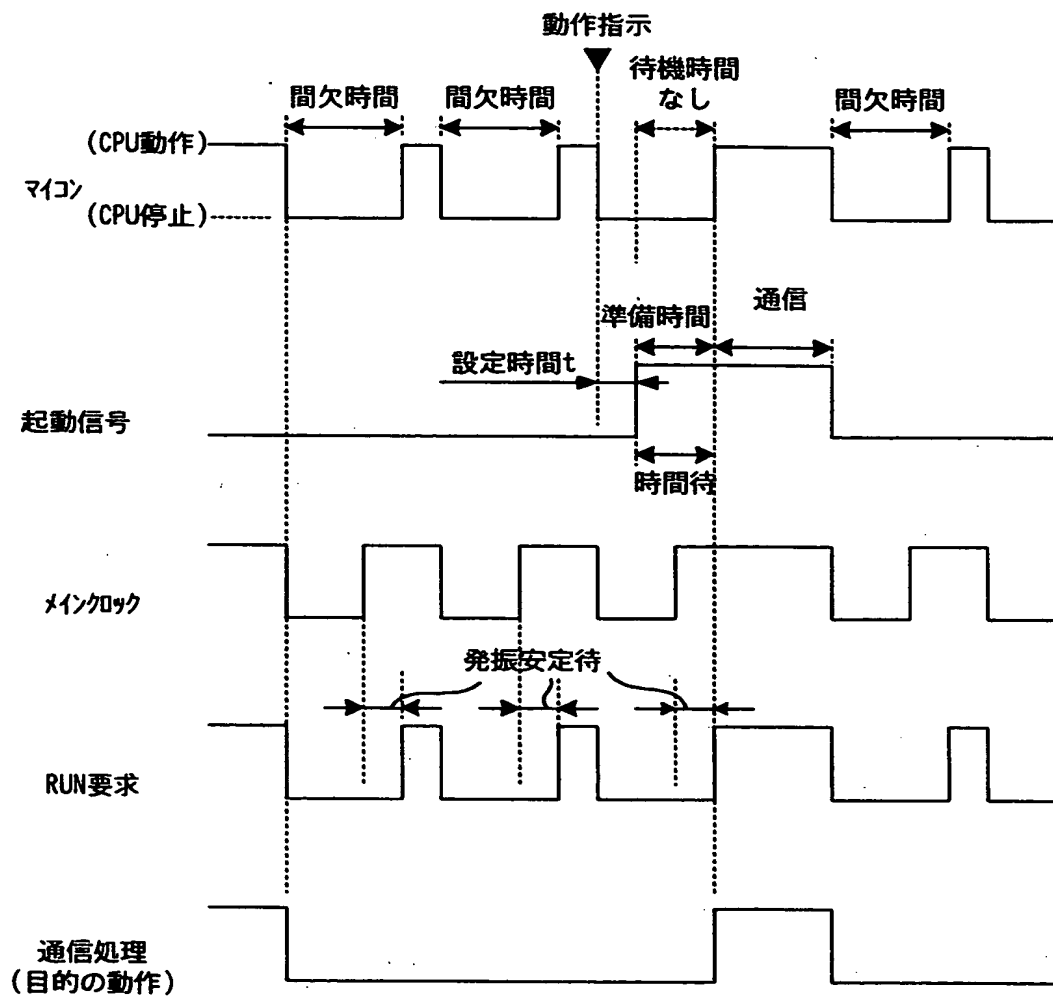 動作指示
待機時間
なし
間欠時間
間欠時間
間欠時間
(CPU動作)
マイコン
(CPU停止)
通信
準備時間
設定時間t
起動信号
時間待
メインクロック
発振安定待
RUN要求
通信処理
(目的の動作)